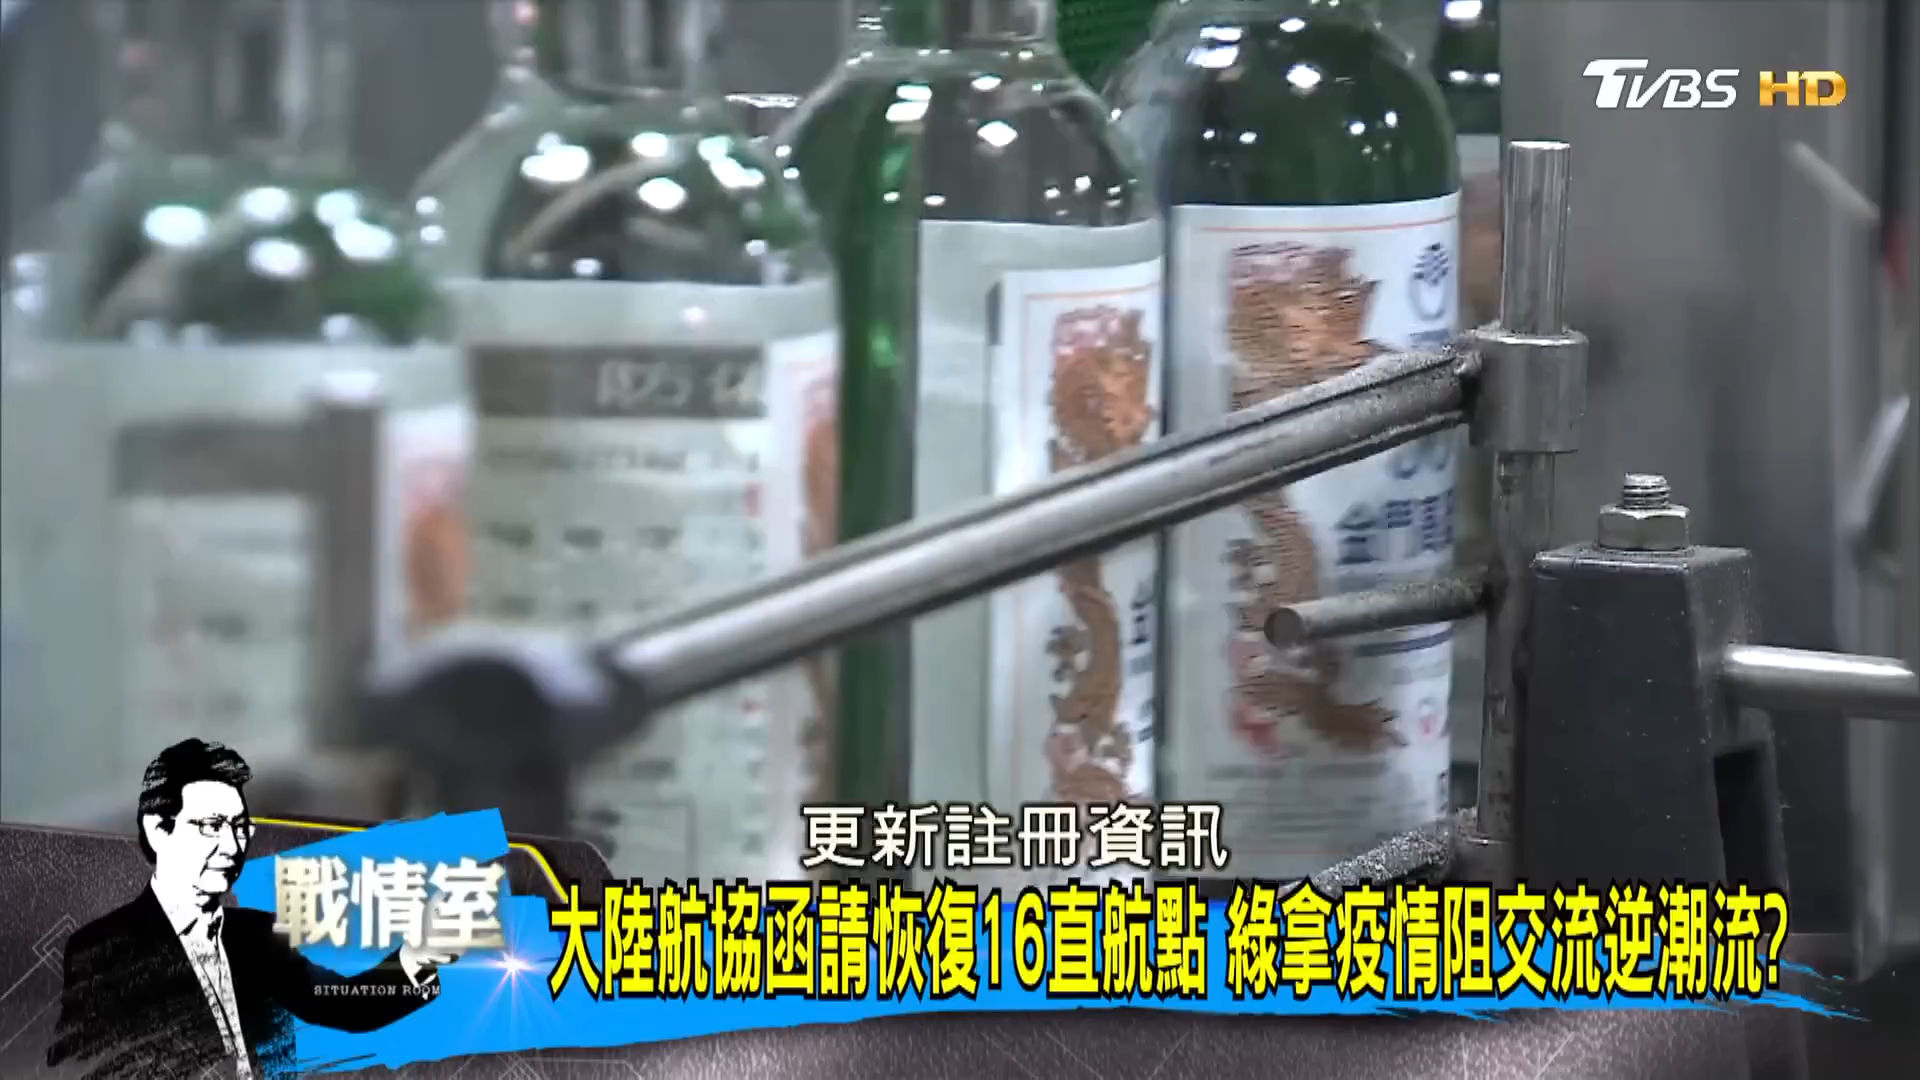 TVBS HD
更新註冊資訊
戰情室
SITUATION ROOM
大陸航協函請恢復16直航點 綠拿疫情阻交流逆潮流?